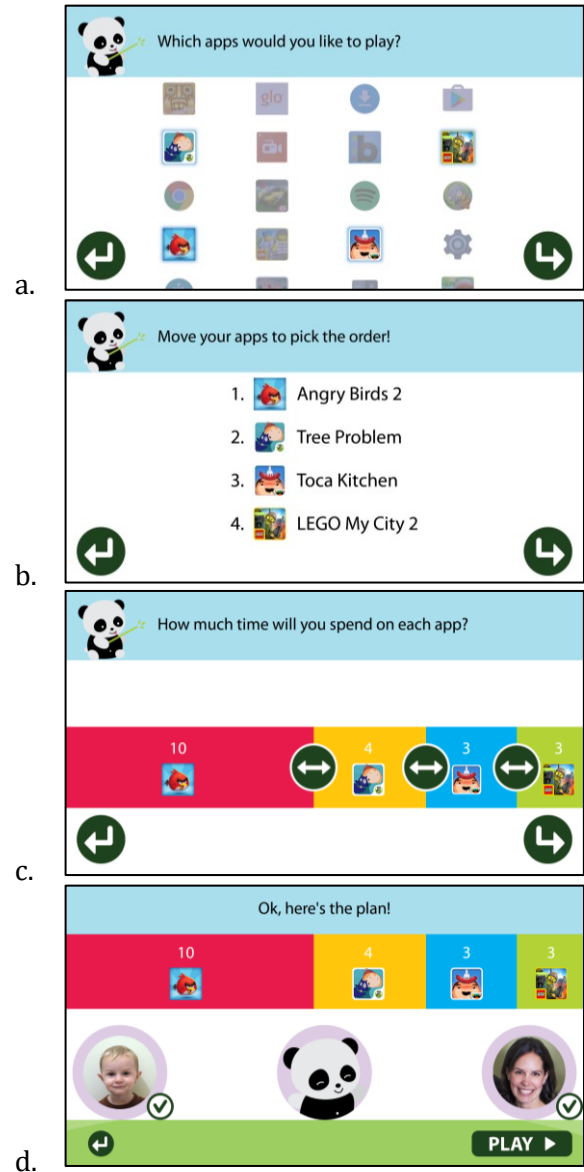 Which apps would you like to play?
glo
b
a.
Move your apps to pick the order!
1. Angry Birds 2
2. Tree Problem
3. Toca Kitchen
4. LEGO My City 2
b.
How much time will you spend on each app?
10 4 3 3
c.
Ok, here's the plan!
10 4 3 3
PLAY
d.